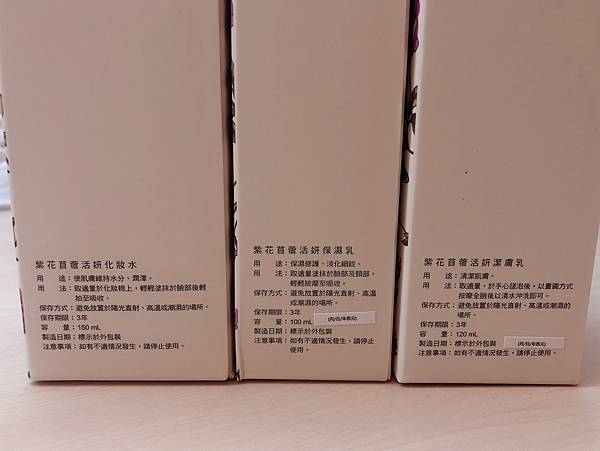 紫花苜蓿活妍化妝水
用　　途：使肌膚維持水分、潤澤。
用　　法：取適量於化妝棉上，輕輕塗抹於臉部後輕
拍至吸收。
保存方式：避免放置於陽光直射、高溫或潮濕的場所。
保存期限：3年
容　　量：150 mL
製造日期：標示於外包裝
注意事項：如有不適情況發生，請停止使用。
紫花苜蓿活妍保濕乳
用　　途：保濕修護、淡化細紋。
用　　法：取適量塗抹於臉部及頸部，
輕輕按摩至吸收。
保存方式：避免放置於陽光直射、高溫
或潮濕的場所。
保存期限：3年
容　　量：100 mL
(月/日/年西元)
製造日期：標示於外包裝
注意事項：如有不適情況發生，請停止
使用。
紫花苜蓿活妍潔膚乳
用　　途：清潔肌膚。
用　　法：取適量，於手心搓泡後，以畫圓方式
按摩全臉後以清水沖洗即可。
保存方式：避免放置於陽光直射、高溫或潮濕的
場所。
保存期限：3年
容　　量：120 mL
製造日期：標示於外包裝
(月/日/年西元)
注意事項：如有不適情況發生，請停止使用。